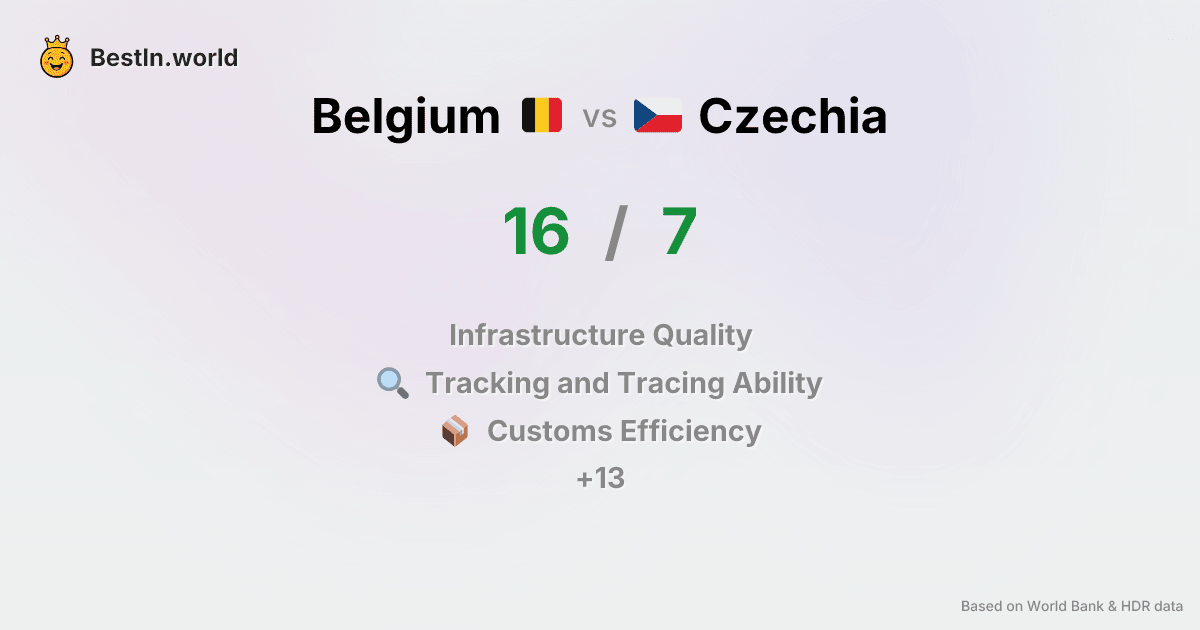 BestIn.world
Belgium vs Czechia
16 / 7
Infrastructure Quality
Tracking and Tracing Ability
Customs Efficiency
+13
Based on World Bank & HDR data